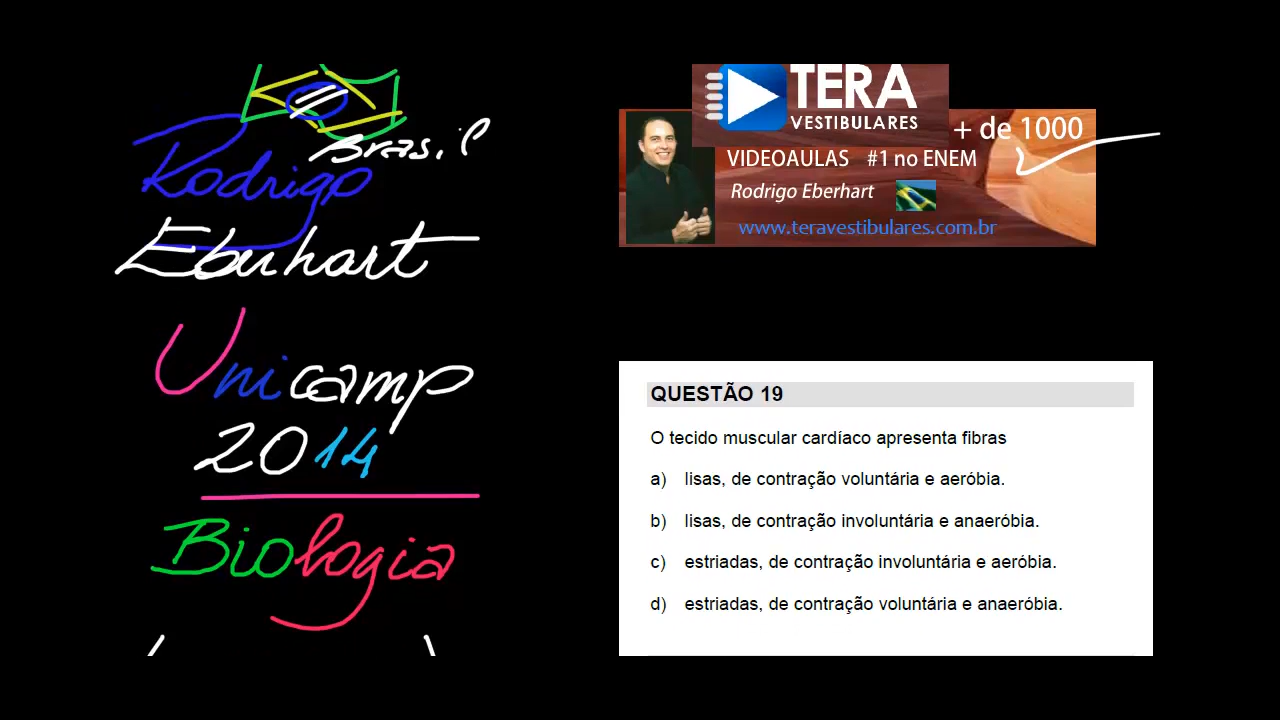 Brasil
Rodrigo
Eberhart
Unicamp
2014
Biologia
TERA
VESTIBULARES
+ de 1000
VIDEOAULAS #1 no ENEM
Rodrigo Eberhart
www.teravestibulares.com.br
QUESTÃO 19
O tecido muscular cardíaco apresenta fibras
a) lisas, de contração voluntária e aeróbia.
b) lisas, de contração involuntária e anaeróbia.
c) estriadas, de contração involuntária e aeróbia.
d) estriadas, de contração voluntária e anaeróbia.